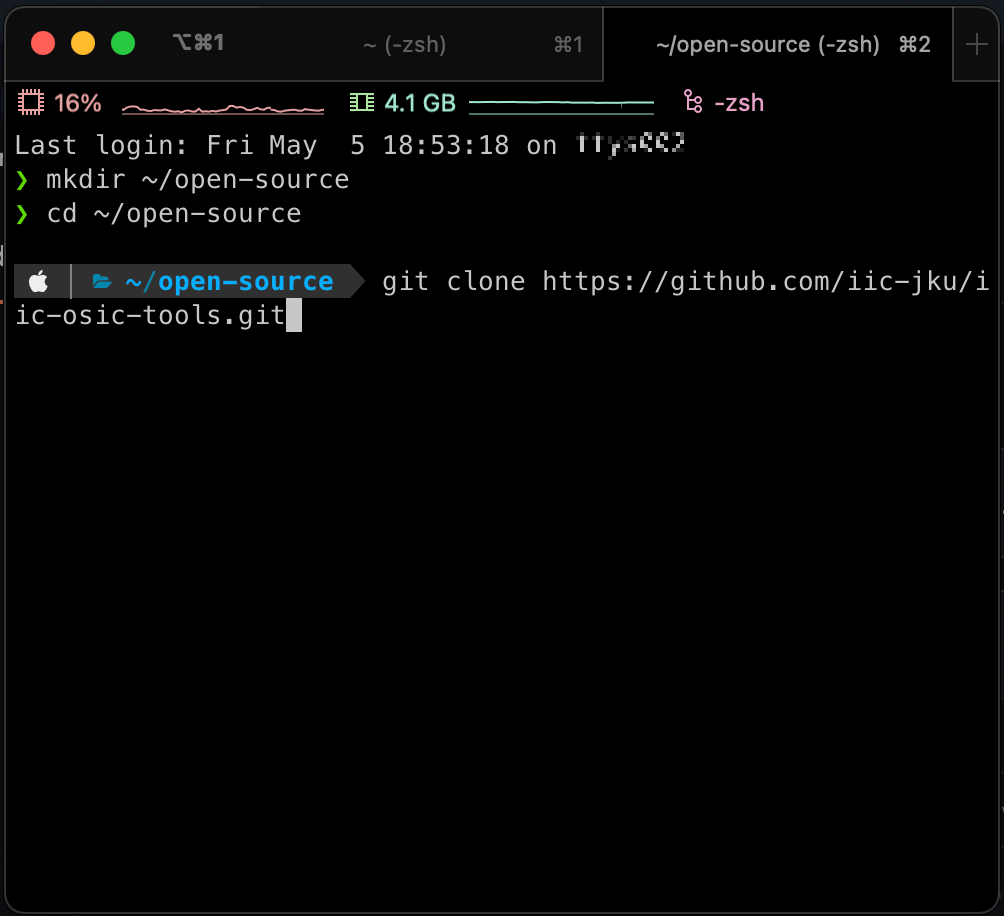 ⌥⌘1 ~ (-zsh) ⌘1 ~/open-source (-zsh) ⌘2
16% 4.1 GB -zsh
Last login: Fri May  5 18:53:18 on
❯ mkdir ~/open-source
❯ cd ~/open-source
~/open-source git clone https://github.com/iic-jku/i
ic-osic-tools.git